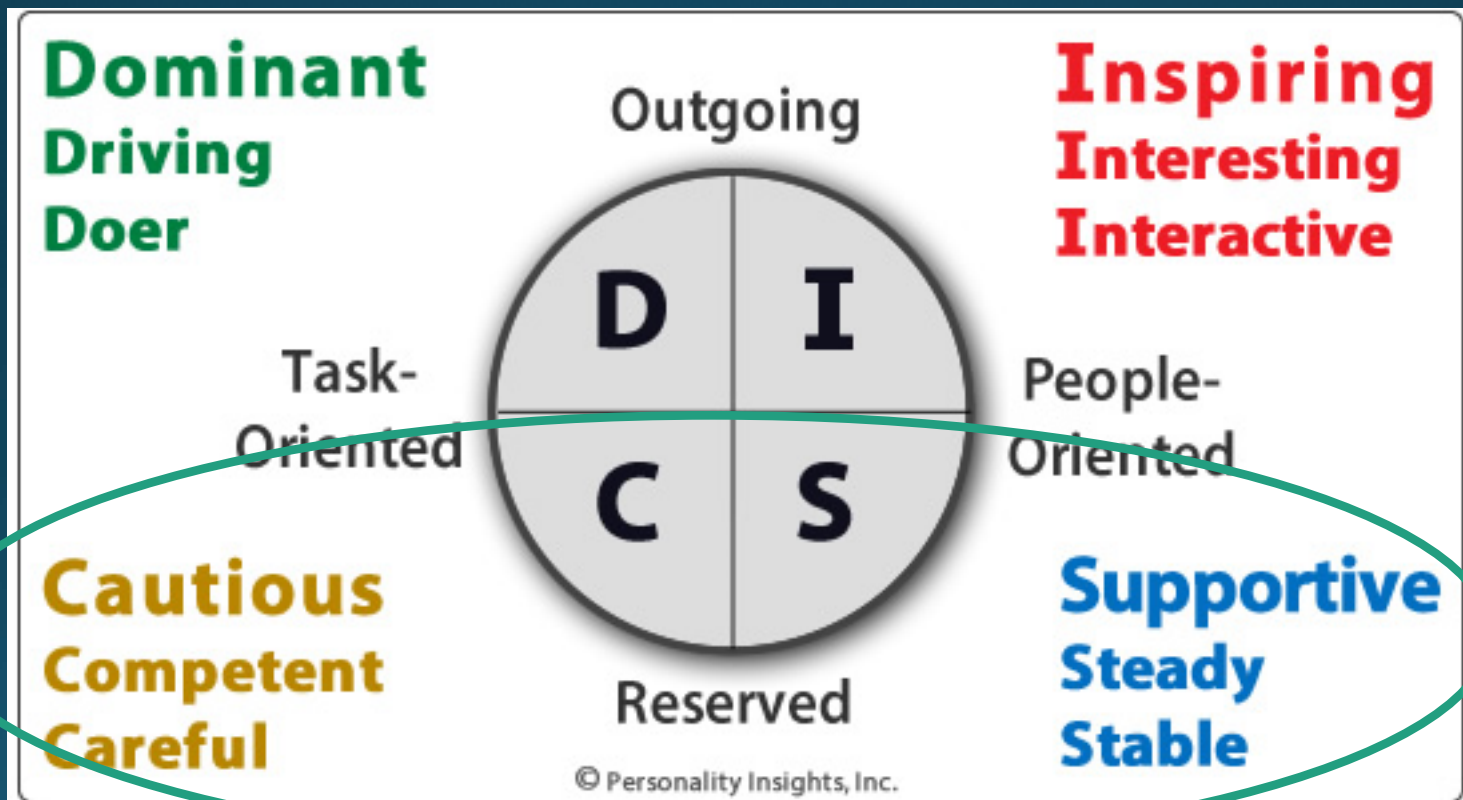 Dominant
Driving
Doer
Outgoing
Inspiring
Interesting
Interactive
D
I
Task-
Oriented
People-
Oriented
C
S
Cautious
Competent
Careful
Reserved
Supportive
Steady
Stable
© Personality Insights, Inc.